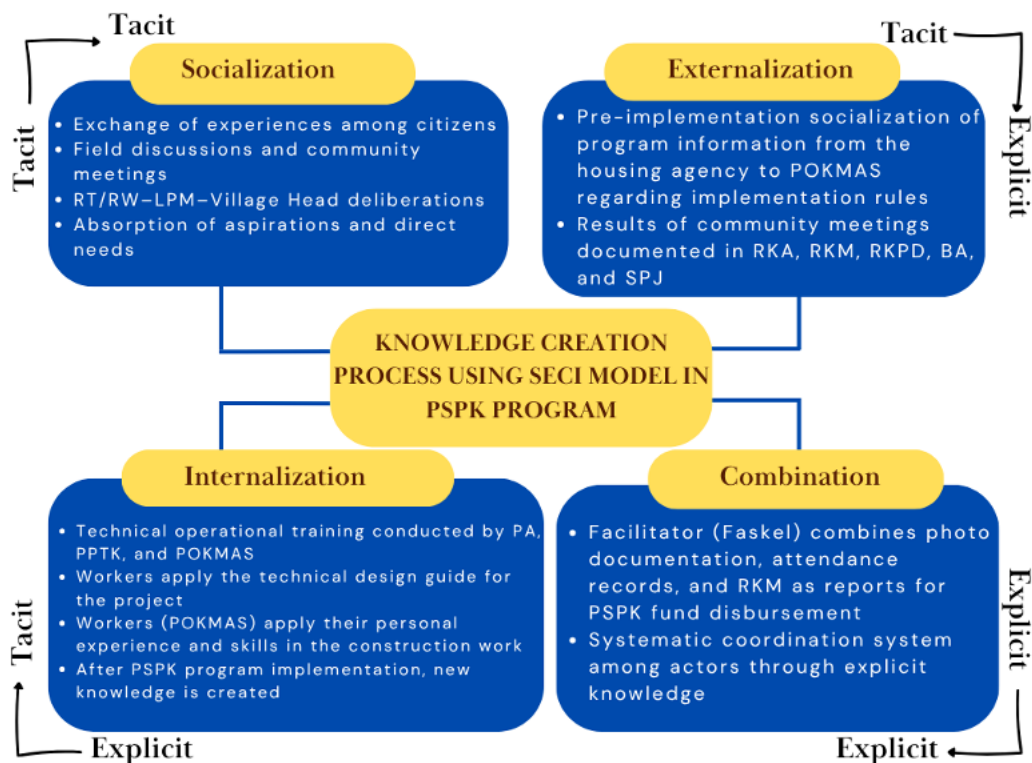 Tacit
Tacit
Socialization
• Exchange of experiences among citizens
• Field discussions and community
meetings
• RT/RW–LPM–Village Head deliberations
• Absorption of aspirations and direct
needs
Tacit
Explicit
Externalization
• Pre-implementation socialization of
program information from the
housing agency to POKMAS
regarding implementation rules
• Results of community meetings
documented in RKA, RKM, RKPD, BA,
and SPJ
KNOWLEDGE CREATION
PROCESS USING SECI MODEL IN
PSPK PROGRAM
Internalization
• Technical operational training conducted by PA,
PPTK, and POKMAS
• Workers apply the technical design guide for
the project
• Workers (POKMAS) apply their personal
experience and skills in the construction work
• After PSPK program implementation, new
knowledge is created
Tacit
Explicit
Combination
• Facilitator (Faskel) combines photo
documentation, attendance
records, and RKM as reports for
PSPK fund disbursement
• Systematic coordination system
among actors through explicit
knowledge
Explicit
Explicit